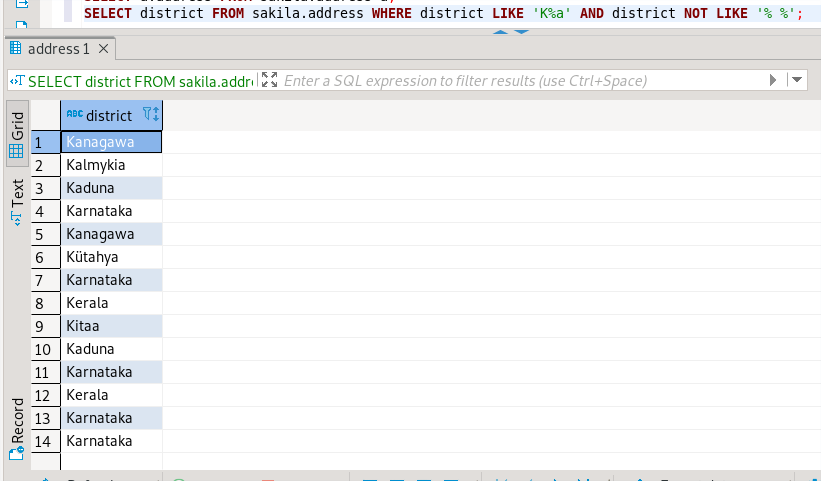 SELECT district FROM sakila.address WHERE district LIKE 'K%a' AND district NOT LIKE '% %';
address 1
SELECT district FROM sakila.addre
Enter a SQL expression to filter results (use Ctrl+Space)
Grid
Text
Record
ABC district
1 Kanagawa
2 Kalmykia
3 Kaduna
4 Karnataka
5 Kanagawa
6 Kütahya
7 Karnataka
8 Kerala
9 Kitaa
10 Kaduna
11 Karnataka
12 Kerala
13 Karnataka
14 Karnataka